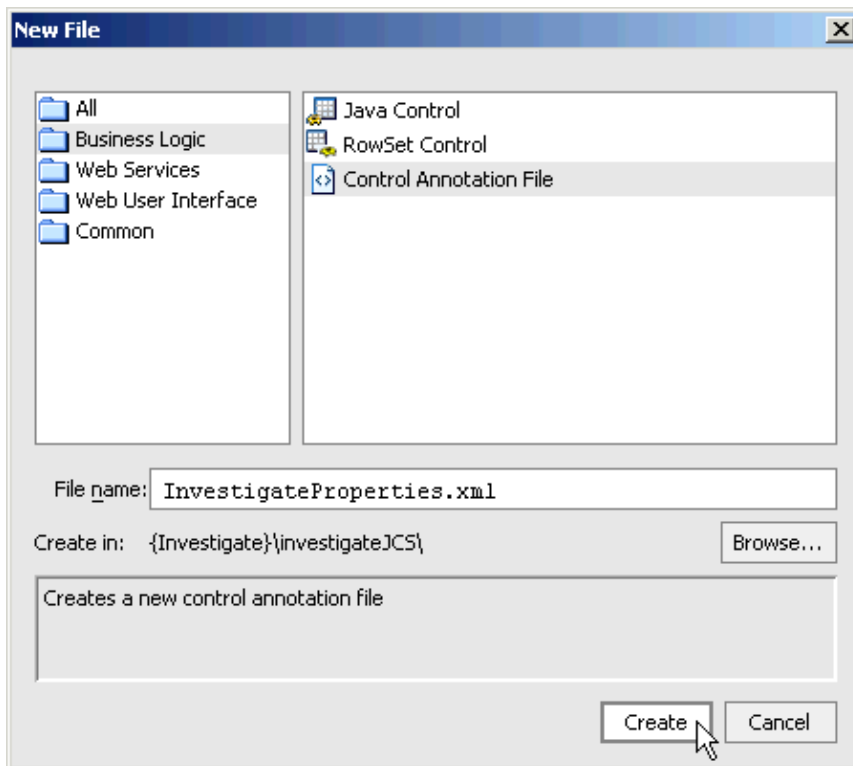 New File
All
Business Logic
Web Services
Web User Interface
Common
Java Control
RowSet Control
Control Annotation File
File name: InvestigateProperties.xml
Create in: {Investigate}\investigateJCS\
Browse...
Creates a new control annotation file
Create Cancel